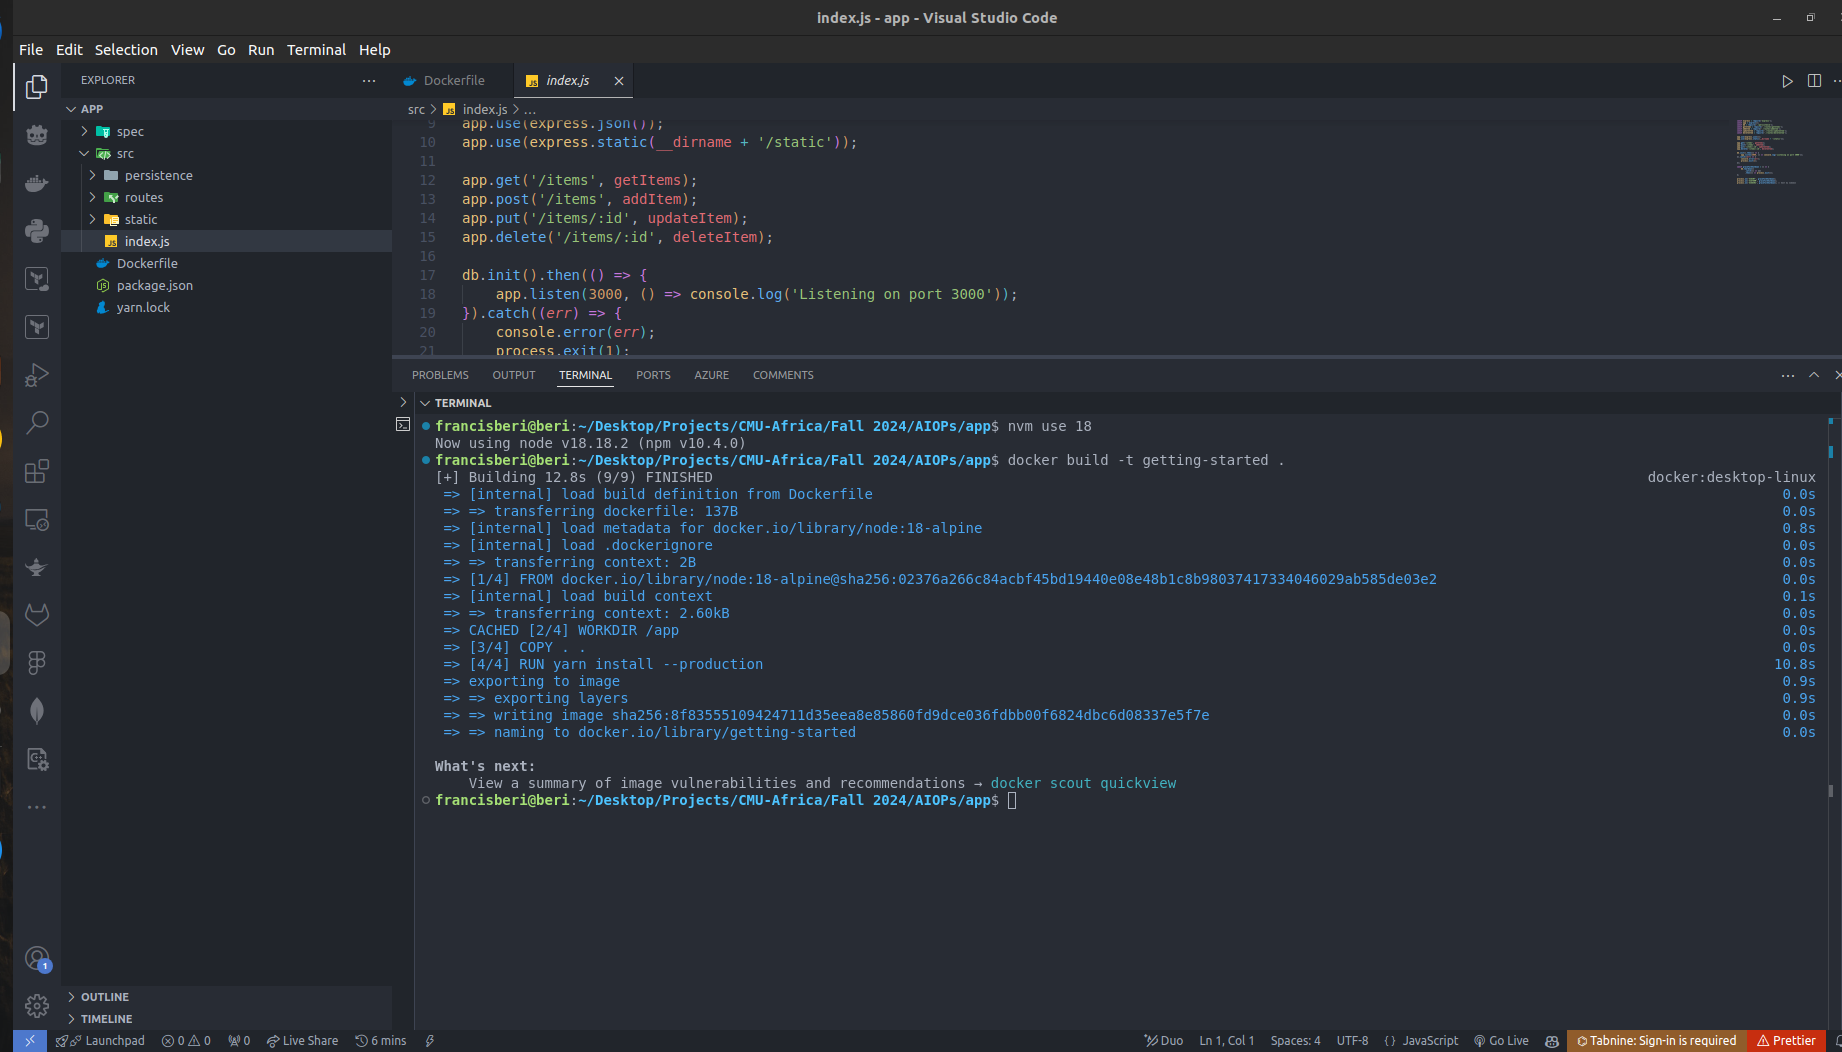 index.js - app - Visual Studio Code
File Edit Selection View Go Run Terminal Help
EXPLORER
Dockerfile
index.js
APP
src > index.js > ...
spec
src
persistence
routes
static
index.js
Dockerfile
package.json
yarn.lock
9 app.use(express.json());
10 app.use(express.static(__dirname + '/static'));
11
12 app.get('/items', getItems);
13 app.post('/items', addItem);
14 app.put('/items/:id', updateItem);
15 app.delete('/items/:id', deleteItem);
16
17 db.init().then(() => {
18 app.listen(3000, () => console.log('Listening on port 3000'));
19 }).catch((err) => {
20 console.error(err);
21 process.exit(1);
PROBLEMS OUTPUT TERMINAL PORTS AZURE COMMENTS
TERMINAL
francisberi@beri:~/Desktop/Projects/CMU-Africa/Fall 2024/AIOPs/app$ nvm use 18
Now using node v18.18.2 (npm v10.4.0)
francisberi@beri:~/Desktop/Projects/CMU-Africa/Fall 2024/AIOPs/app$ docker build -t getting-started .
[+] Building 12.8s (9/9) FINISHED docker:desktop-linux
=> [internal] load build definition from Dockerfile 0.0s
=> => transferring dockerfile: 137B 0.0s
=> [internal] load metadata for docker.io/library/node:18-alpine 0.8s
=> [internal] load .dockerignore 0.0s
=> => transferring context: 2B 0.0s
=> [1/4] FROM docker.io/library/node:18-alpine@sha256:02376a266c84acbf45bd19440e08e48b1c8b98037417334046029ab585de03e2 0.0s
=> [internal] load build context 0.1s
=> => transferring context: 2.60kB 0.0s
=> CACHED [2/4] WORKDIR /app 0.0s
=> [3/4] COPY . . 0.0s
=> [4/4] RUN yarn install --production 10.8s
=> exporting to image 0.9s
=> => exporting layers 0.9s
=> => writing image sha256:8f83555109424711d35eea8e85860fd9dce036fdbb00f6824dbc6d08337e5f7e 0.0s
=> => naming to docker.io/library/getting-started 0.0s
What's next:
View a summary of image vulnerabilities and recommendations → docker scout quickview
francisberi@beri:~/Desktop/Projects/CMU-Africa/Fall 2024/AIOPs/app$
1
OUTLINE
TIMELINE
Launchpad 0 0 0 Live Share 6 mins Duo Ln 1, Col 1 Spaces: 4 UTF-8 {} JavaScript Go Live Tabnine: Sign-in is required Prettier